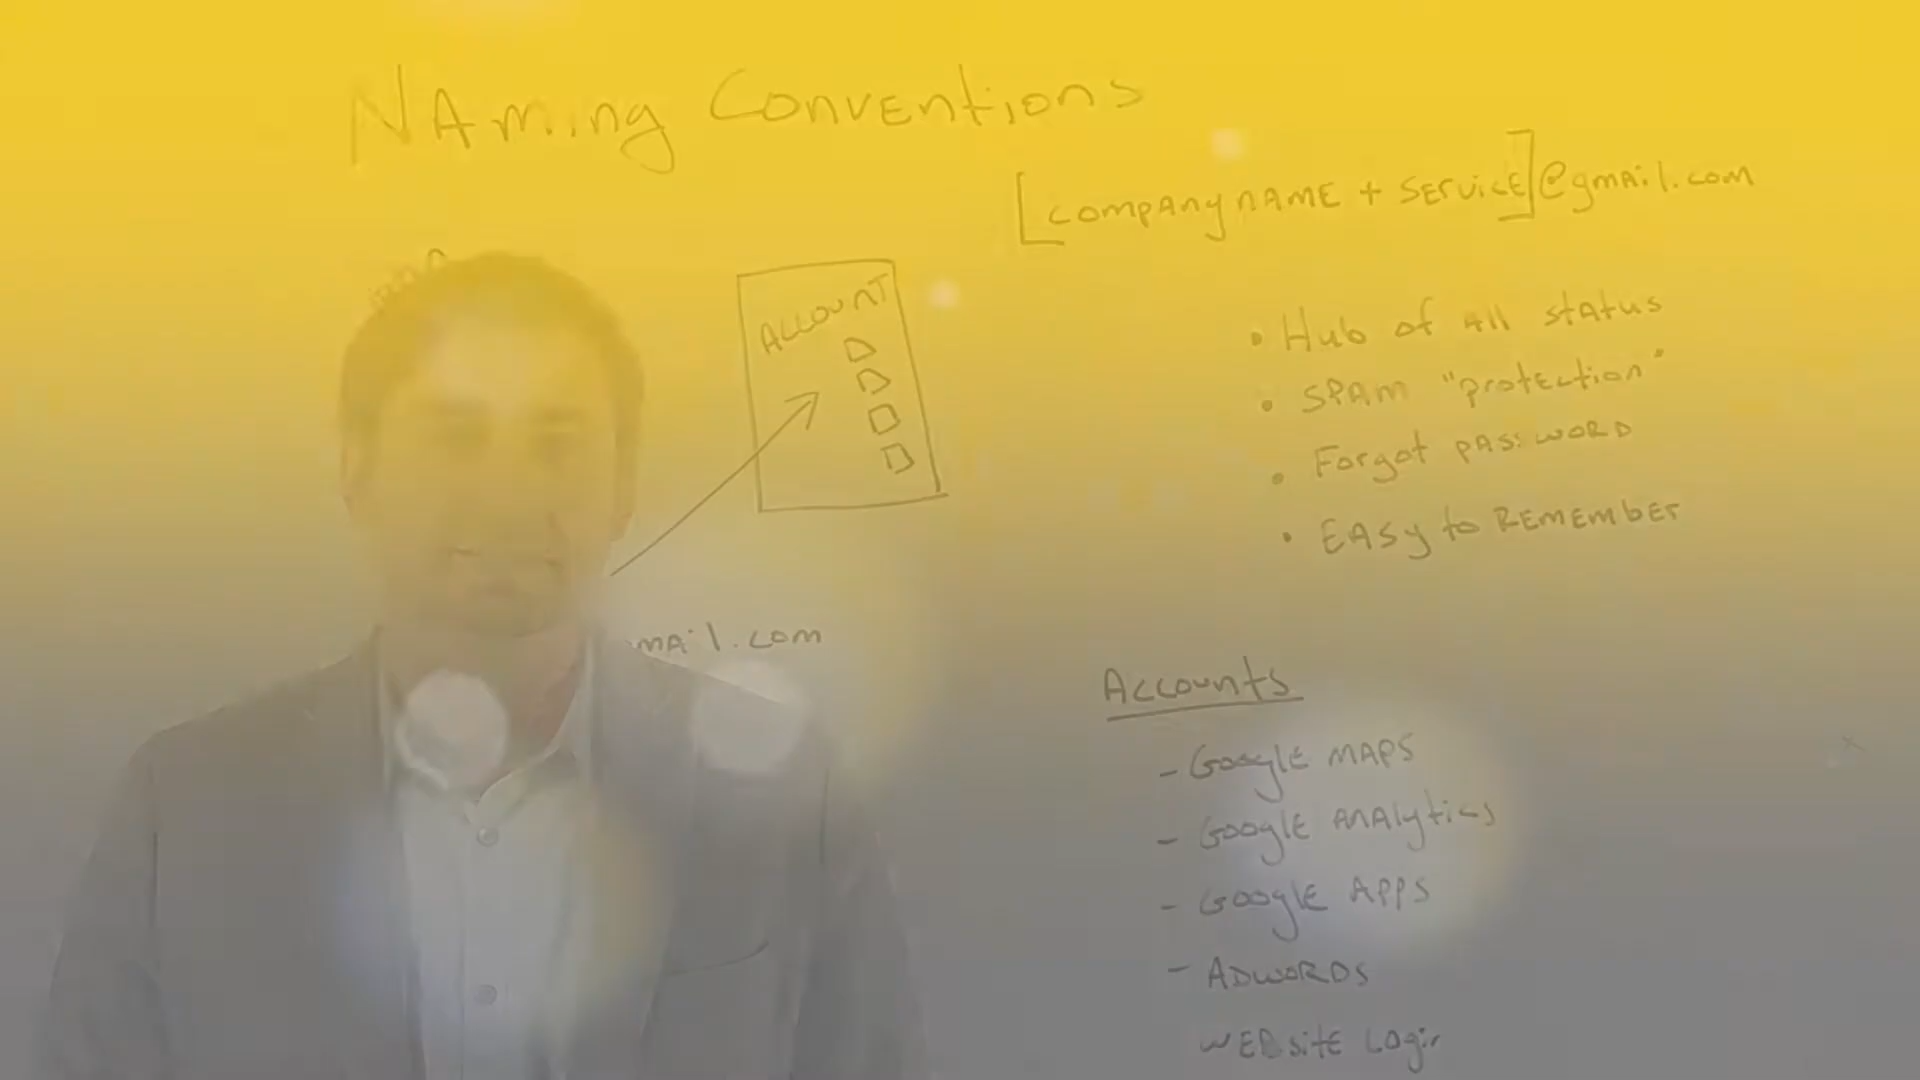 NAming Conventions
[companyname + service]@gmail.com
Account
• Hub of All status
• SPAM "protection"
• Forgot password
• Easy to Remember
mail.com
Accounts
- Google Maps
- Google Analytics
- Google Apps
- Adwords
Website Login